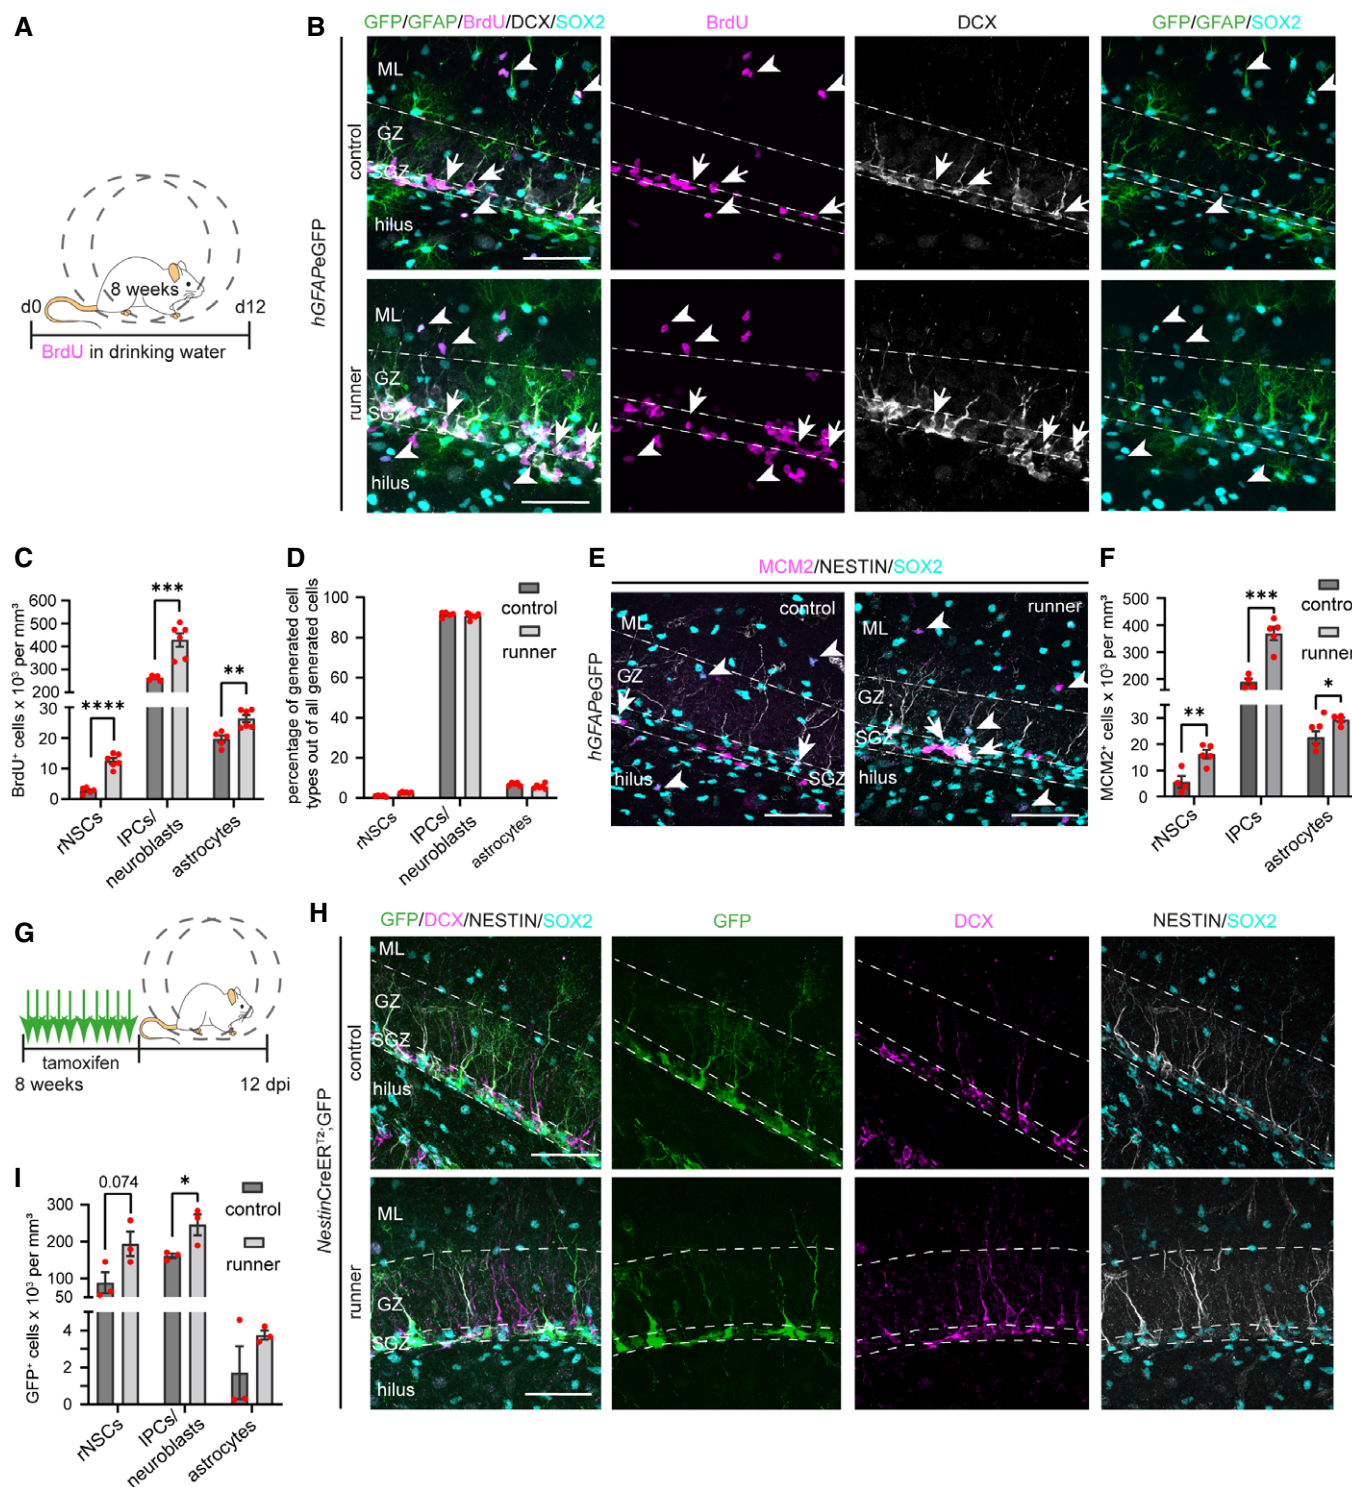 A
8 weeks
d0
d12
BrdU in drinking water
B
GFP/GFAP/BrdU/DCX/SOX2
BrdU
DCX
GFP/GFAP/SOX2
hGFAPeGFP
control
ML
GZ
SGZ
hilus
runner
ML
GZ
SGZ
hilus
C
BrdU⁺ cells x 10³ per mm³
600
500
400
300
200
30
20
10
0
****
***
**
rNSCs
IPCs/
neuroblasts
astrocytes
D
percentage of generated cell
types out of all generated cells
100
80
60
40
20
0
control
runner
rNSCs
IPCs/
neuroblasts
astrocytes
E
MCM2/NESTIN/SOX2
hGFAPeGFP
control
ML
GZ
SGZ
hilus
runner
ML
GZ
SGZ
hilus
F
MCM2⁺ cells x 10³ per mm³
500
400
300
200
30
20
10
0
**
***
*
control
runner
rNSCs
IPCs
astrocytes
G
tamoxifen
8 weeks
12 dpi
H
GFP/DCX/NESTIN/SOX2
GFP
DCX
NESTIN/SOX2
NestinCreERᵀ²;GFP
control
ML
GZ
SGZ
hilus
runner
ML
GZ
SGZ
hilus
I
GFP⁺ cells x 10³ per mm³
300
200
100
50
4
2
0
0.074
*
control
runner
rNSCs
IPCs/
neuroblasts
astrocytes